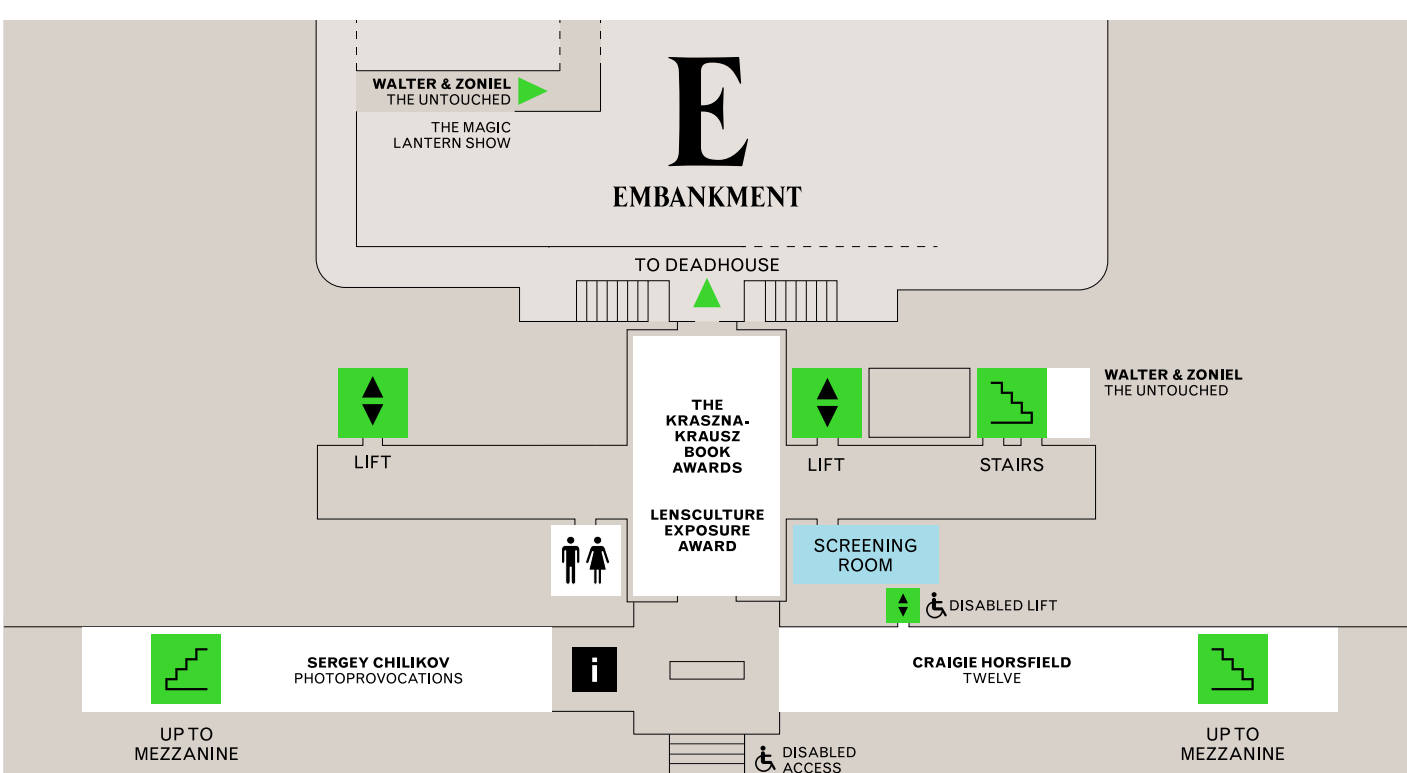 WALTER & ZONIEL
THE UNTOUCHED
THE MAGIC
LANTERN SHOW
E
EMBANKMENT
TO DEADHOUSE
LIFT
THE
KRASZNA-
KRAUSZ
BOOK
AWARDS
LENSCULTURE
EXPOSURE
AWARD
LIFT
STAIRS
WALTER & ZONIEL
THE UNTOUCHED
SCREENING
ROOM
DISABLED LIFT
SERGEY CHILIKOV
PHOTOPROVOCATIONS
i
CRAIGIE HORSFIELD
TWELVE
UP TO
MEZZANINE
DISABLED
ACCESS
UP TO
MEZZANINE